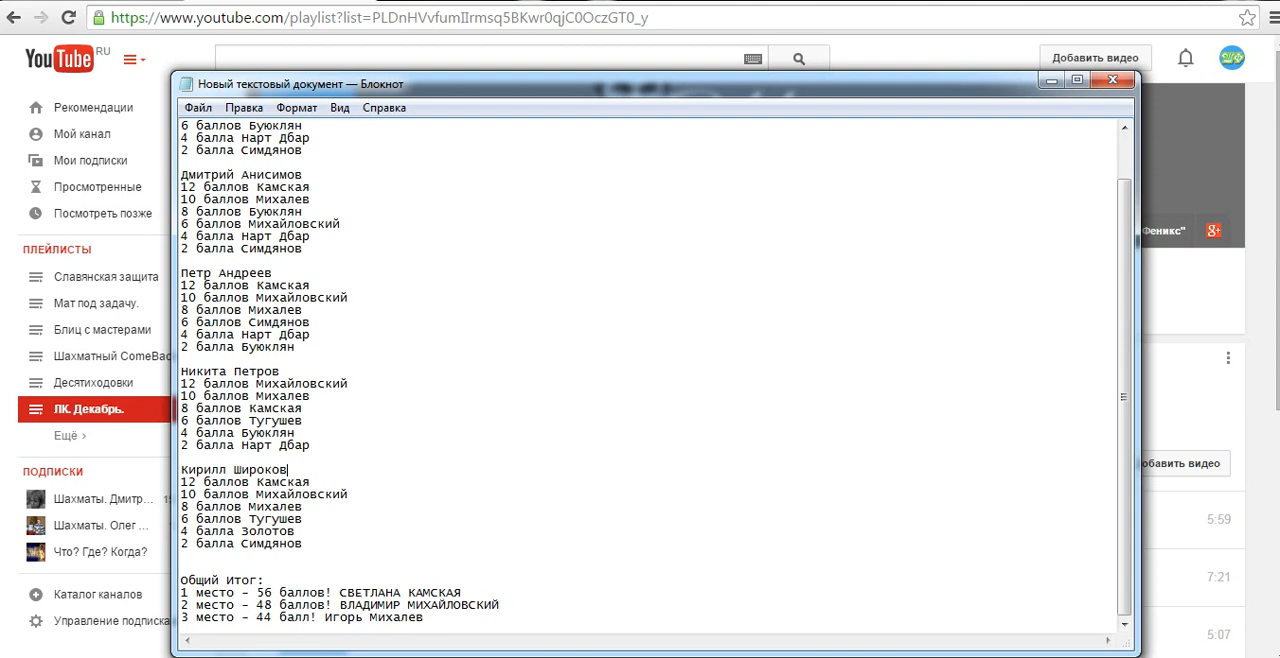 https://www.youtube.com/playlist?list=PLDnHVvfumIIrmsq5BKwr0qjC0OczGT0_y
YouTube RU
Добавить видео
Рекомендации
Мой канал
Мои подписки
Просмотренные
Посмотреть позже
ПЛЕЙЛИСТЫ
Славянская защита
Мат под задачу.
Блиц с мастерами
Шахматный ComeBac
Десятиходовки
ЛК. Декабрь.
Ещё ›
ПОДПИСКИ
Шахматы. Дмитр...
Шахматы. Олег ...
Что? Где? Когда?
Каталог каналов
Управление подписка
Новый текстовый документ — Блокнот
Файл Правка Формат Вид Справка
6 баллов Буюклян
4 балла Нарт Дбар
2 балла Симдянов
Дмитрий Анисимов
12 баллов Камская
10 баллов Михалев
8 баллов Буюклян
6 баллов Михайловский
4 балла Нарт Дбар
2 балла Симдянов
Петр Андреев
12 баллов Камская
10 баллов Михайловский
8 баллов Михалев
6 баллов Симдянов
4 балла Нарт Дбар
2 балла Буюклян
Никита Петров
12 баллов Михайловский
10 баллов Михалев
8 баллов Камская
6 баллов Тугушев
4 балла Буюклян
2 балла Нарт Дбар
Кирилл Широков
12 баллов Камская
10 баллов Михайловский
8 баллов Михалев
6 баллов Тугушев
4 балла Золотов
2 балла Симдянов
Общий Итог:
1 место - 56 баллов! СВЕТЛАНА КАМСКАЯ
2 место - 48 баллов! ВЛАДИМИР МИХАЙЛОВСКИЙ
3 место - 44 балл! Игорь Михалев
Феникс"
g+
обавить видео
5:59
7:21
5:07